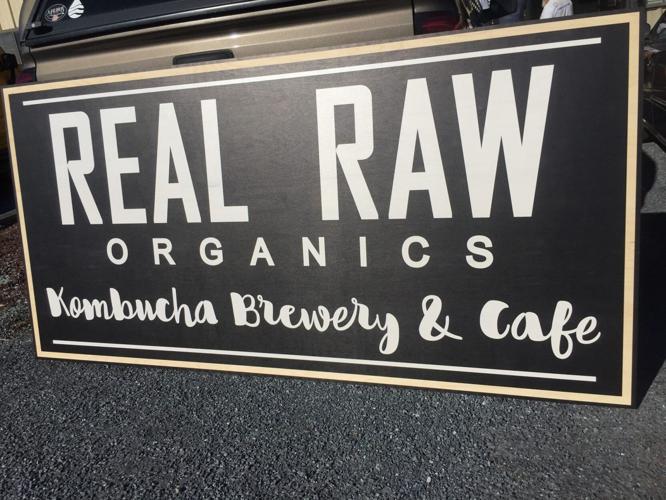 REAL RAW
ORGANICS
Kombucha Brewery & Cafe